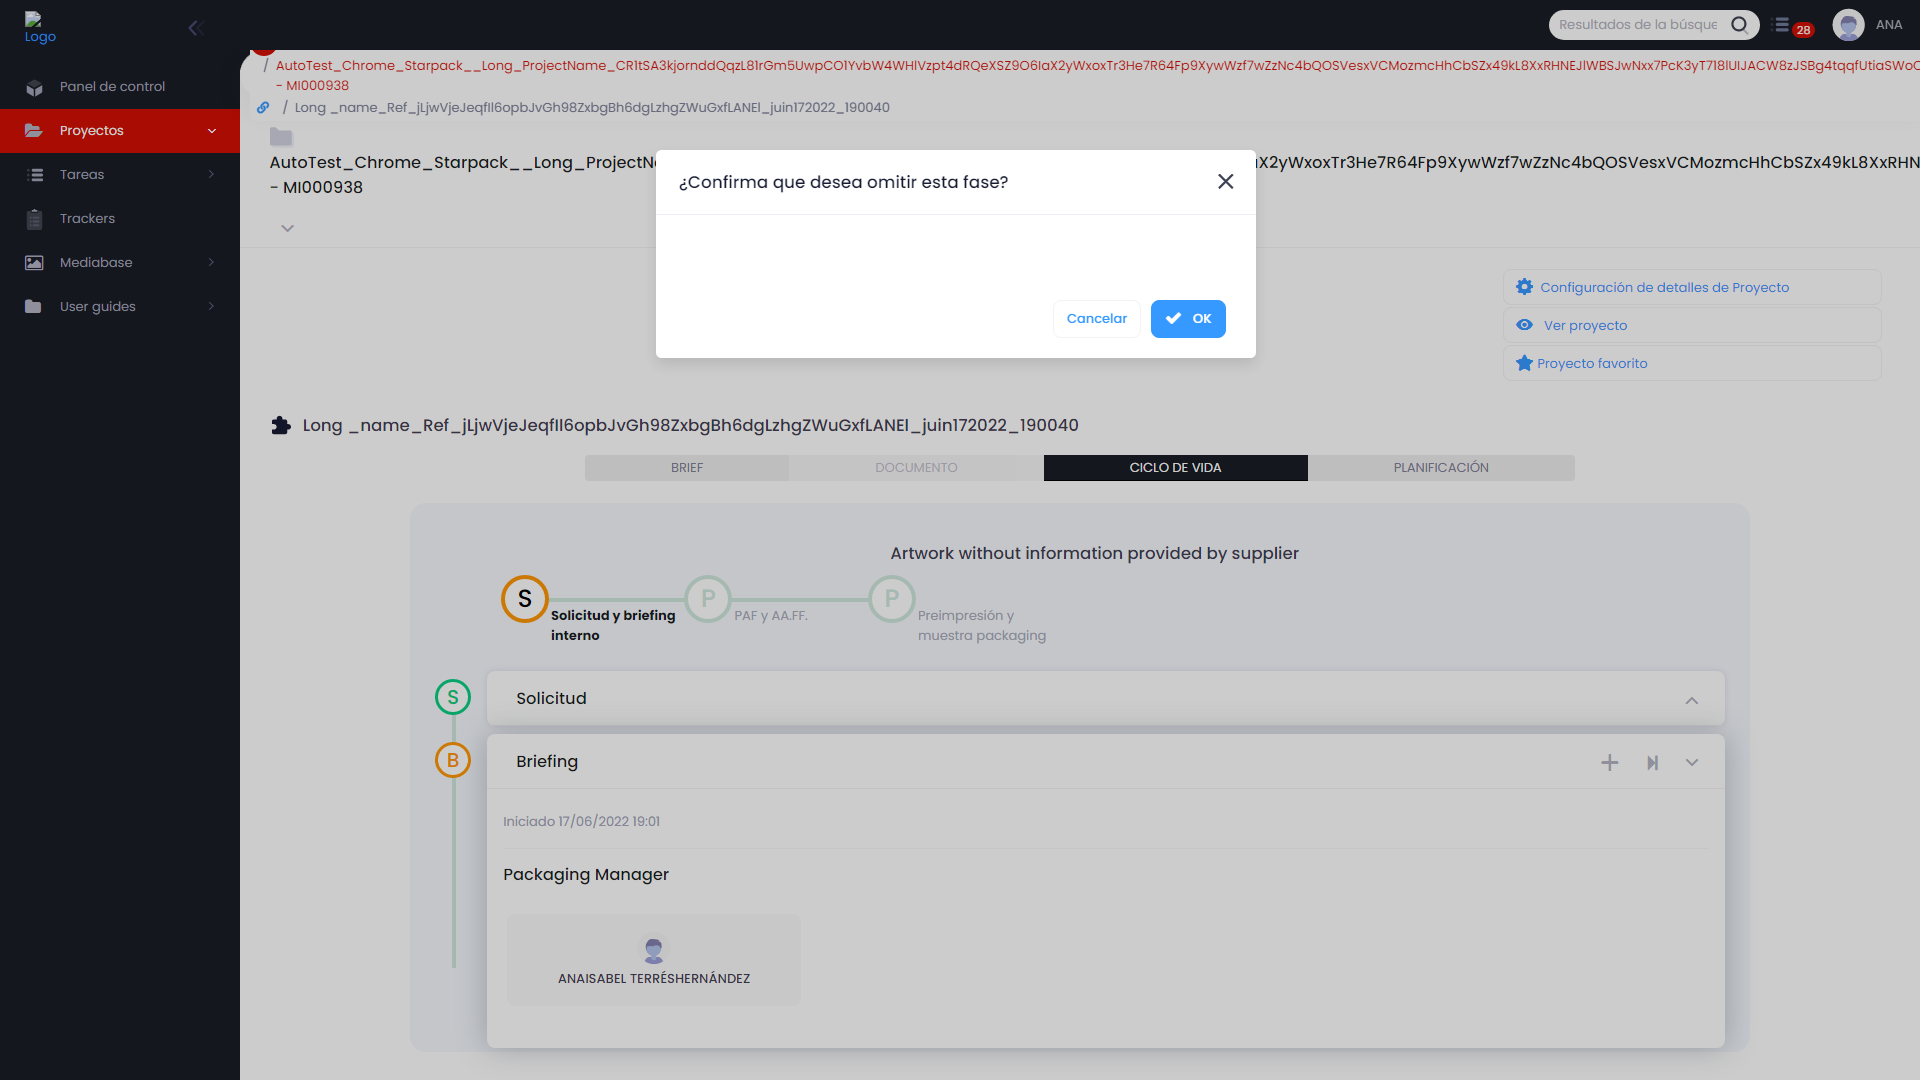 Logo
ANA
28
Resultados de la búsque
Panel de control
Proyectos
Tareas
Trackers
Mediabase
User guides
/ AutoTest_Chrome_Starpack__Long_ProjectName_CR1tSA3kjornddQqzL81rGm5UwpCO1YvbW4WHlVzpt4dRQeXSZ9O6IaX2yWxoxTr3He7R64Fp9XywWzf7wZzNc4bQOSVesxVCMozmcHhCbSZx49kL8XxRHNEJlWBSJwNxx7PcK3yT718lUIJACW8zJSBg4tqqfUtiaSWoC
- MI000938
/ Long _name_Ref_jLjwVjeJeqfIl6opbJvGh98ZxbgBh6dgLzhgZWuGxfLANEl_juin172022_190040
AutoTest_Chrome_Starpack__Long_ProjectN
X2yWxoxTr3He7R64Fp9XywWzf7wZzNc4bQOSVesxVCMozmcHhCbSZx49kL8XxRHN
- MI000938
¿Confirma que desea omitir esta fase?
Cancelar
OK
Configuración de detalles de Proyecto
Ver proyecto
Proyecto favorito
Long _name_Ref_jLjwVjeJeqfIl6opbJvGh98ZxbgBh6dgLzhgZWuGxfLANEl_juin172022_190040
BRIEF DOCUMENTO CICLO DE VIDA PLANIFICACIÓN
Artwork without information provided by supplier
S P P
Solicitud y briefing
interno
PAF y AA.FF.
Preimpresión y
muestra packaging
S Solicitud
B Briefing
Iniciado 17/06/2022 19:01
Packaging Manager
ANAISABEL TERRÉSHERNÁNDEZ